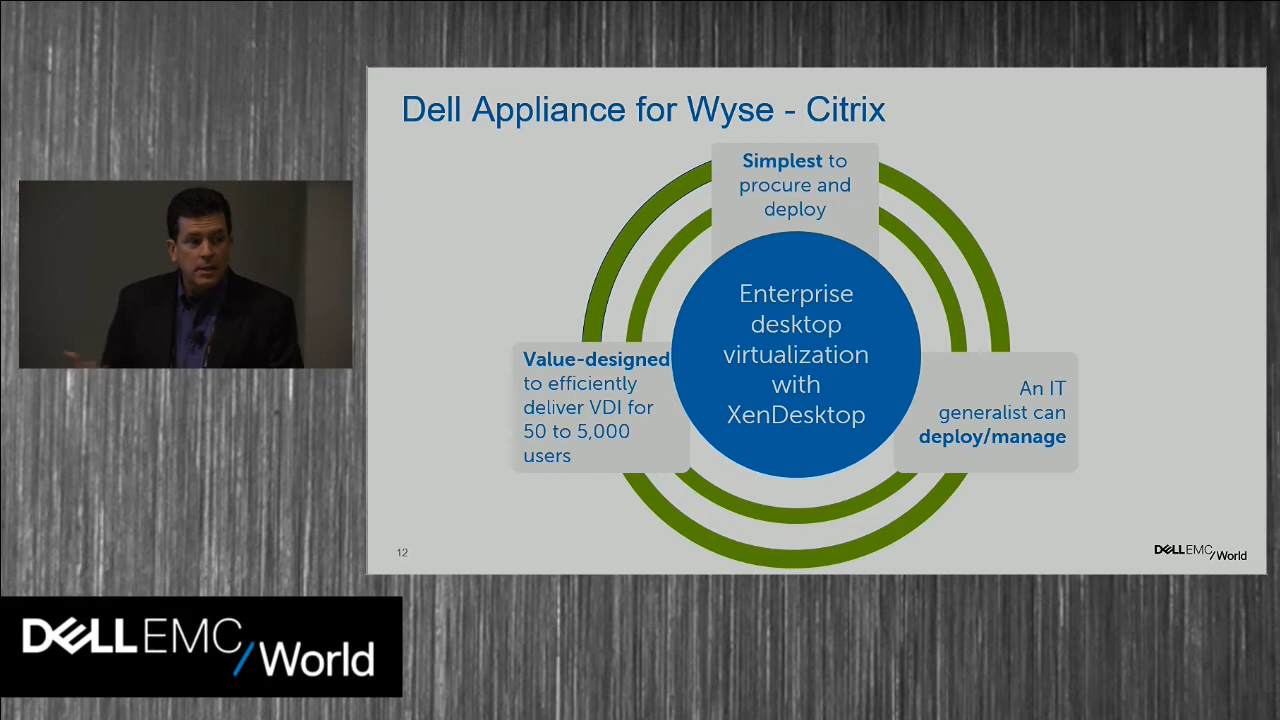 Dell Appliance for Wyse - Citrix
Simplest to
procure and
deploy
Enterprise
desktop
virtualization
with
XenDesktop
Value-designed
to efficiently
deliver VDI for
50 to 5,000
users
An IT
generalist can
deploy/manage
12
DELLEMC/World
DELLEMC
/World